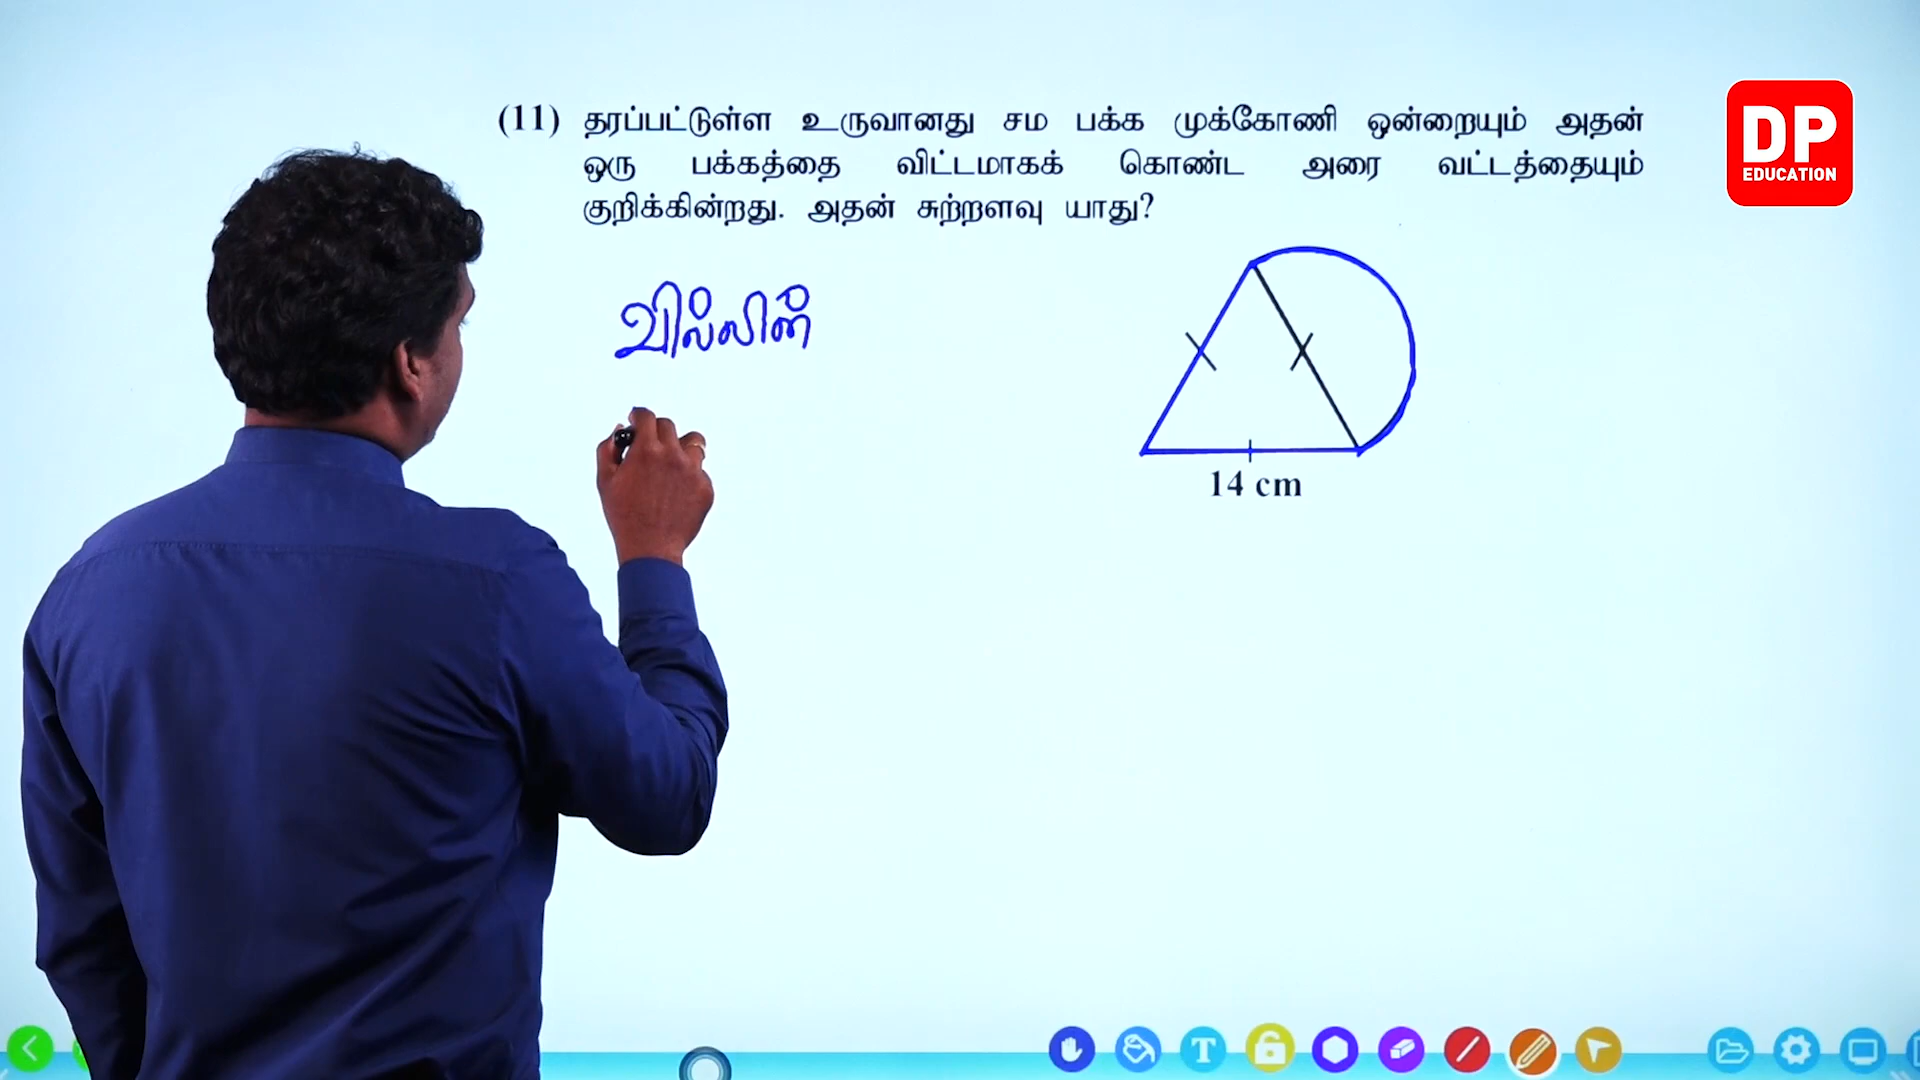 (11) தரப்பட்டுள்ள உருவானது சம பக்க முக்கோணி ஒன்றையும் அதன்
ஒரு பக்கத்தை விட்டமாகக் கொண்ட அரை வட்டத்தையும்
குறிக்கின்றது. அதன் சுற்றளவு யாது?
வில்லின்
14 cm
DP
EDUCATION
T